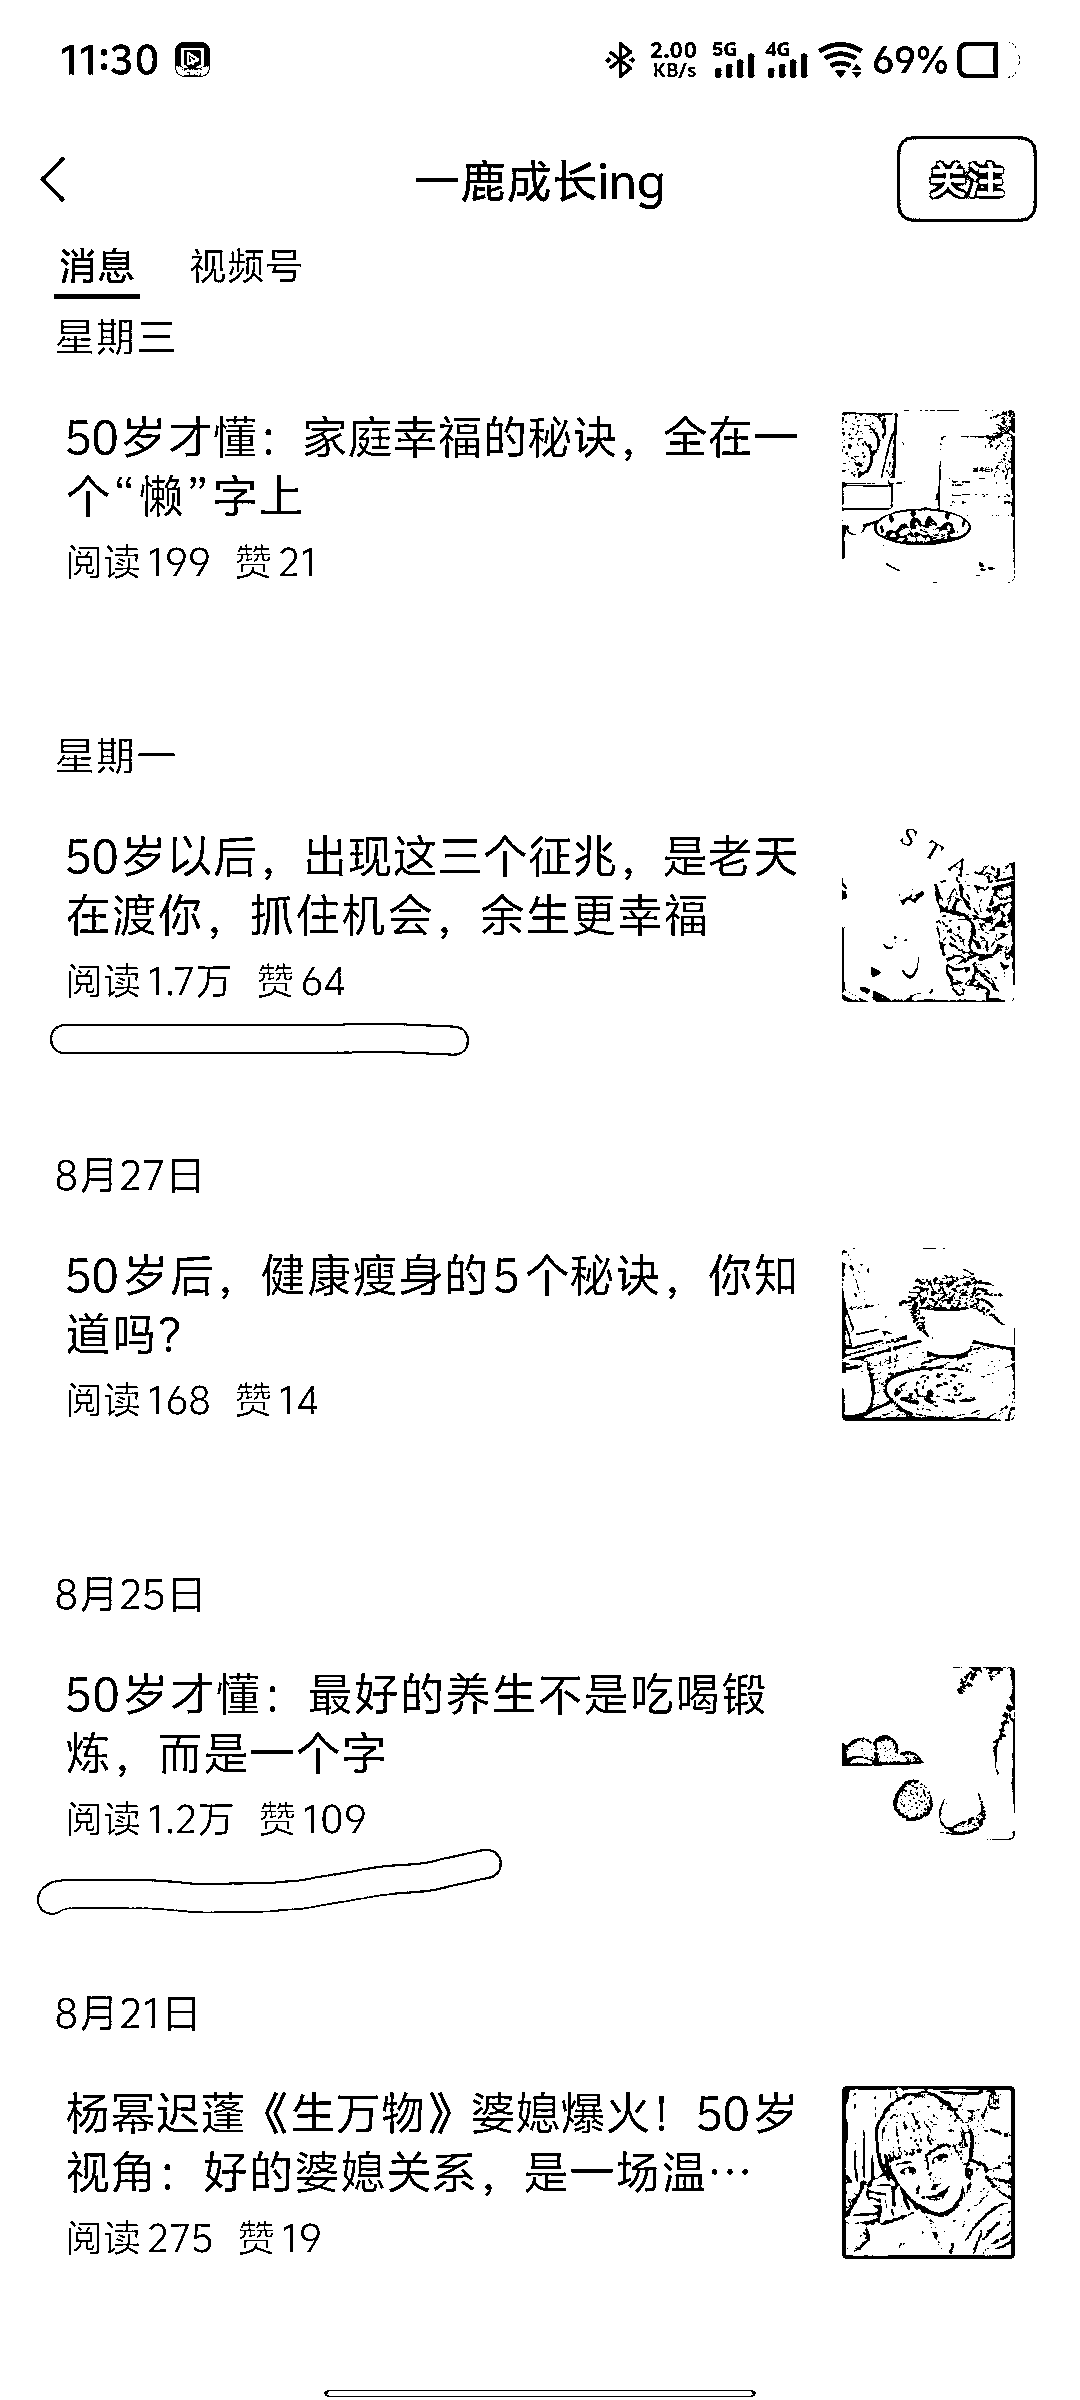 11:30 2.00 KB/s 5G 4G 69%
一鹿成长ing 关注
消息 视频号
星期三
50岁才懂：家庭幸福的秘诀，全在一
个“懒”字上
阅读199 赞21
星期一
50岁以后，出现这三个征兆，是老天
在渡你，抓住机会，余生更幸福
阅读1.7万 赞64
STA
8月27日
50岁后，健康瘦身的5个秘诀，你知
道吗？
阅读168 赞14
8月25日
50岁才懂：最好的养生不是吃喝锻
炼，而是一个字
阅读1.2万 赞109
8月21日
杨幂迟蓬《生万物》婆媳爆火！50岁
视角：好的婆媳关系，是一场温…
阅读275 赞19